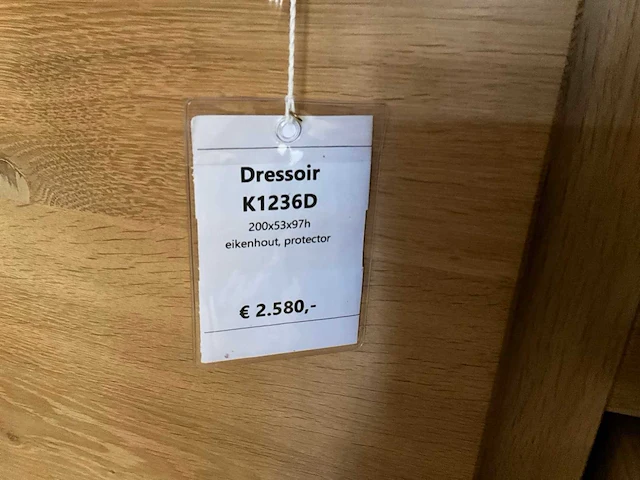 Dressoir
K1236D
200x53x97h
eikenhout, protector
€ 2.580,-